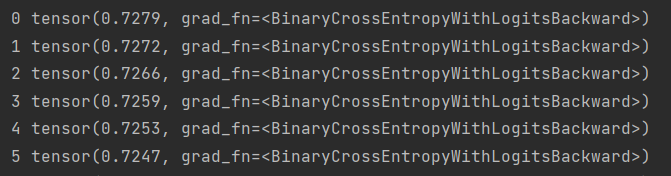 0 tensor(0.7279, grad_fn=<BinaryCrossEntropyWithLogitsBackward>)
1 tensor(0.7272, grad_fn=<BinaryCrossEntropyWithLogitsBackward>)
2 tensor(0.7266, grad_fn=<BinaryCrossEntropyWithLogitsBackward>)
3 tensor(0.7259, grad_fn=<BinaryCrossEntropyWithLogitsBackward>)
4 tensor(0.7253, grad_fn=<BinaryCrossEntropyWithLogitsBackward>)
5 tensor(0.7247, grad_fn=<BinaryCrossEntropyWithLogitsBackward>)